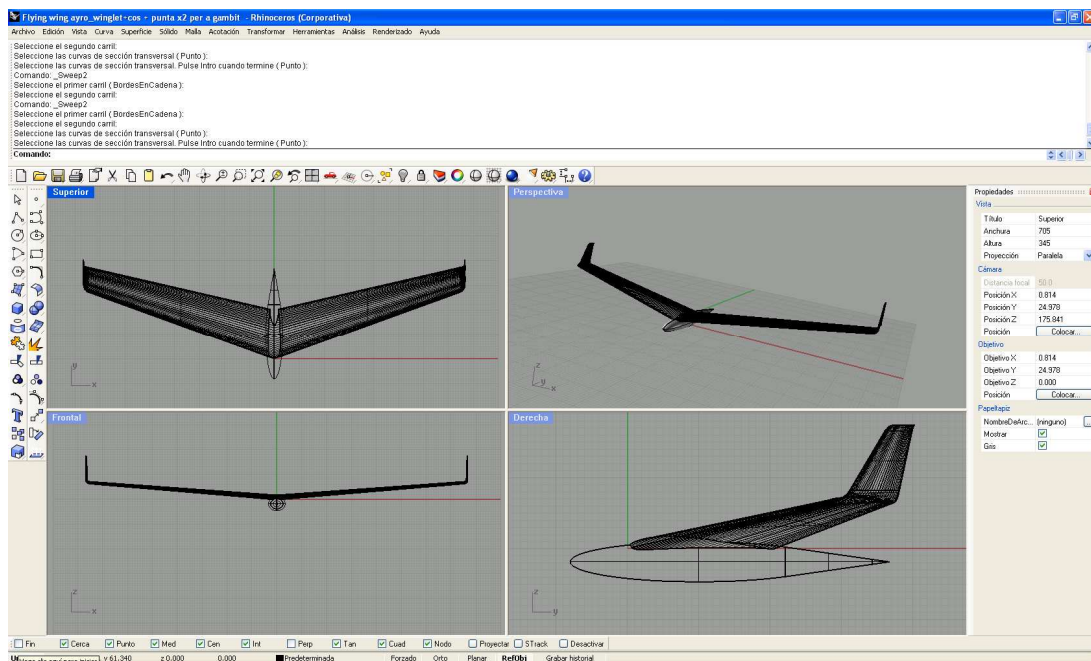 Flying wing ayro_winglet+cos + punta x2 per a gambit - Rhinoceros (Corporativa)
Archivo Edición Vista Curva Superficie Sólido Malla Acotación Transformar Herramientas Análisis Renderizado Ayuda
Seleccione el segundo carril:
Seleccione las curvas de sección transversal ( Punto ):
Seleccione las curvas de sección transversal. Pulse Intro cuando termine ( Punto ):
Comando: _Sweep2
Seleccione el primer carril ( BordesEnCadena ):
Seleccione el segundo carril:
Comando: _Sweep2
Seleccione el primer carril ( BordesEnCadena ):
Seleccione el segundo carril:
Seleccione las curvas de sección transversal ( Punto ):
Seleccione las curvas de sección transversal. Pulse Intro cuando termine ( Punto ):
Comando:
Superior
y
x
Perspectiva
z
y
x
Frontal
z
x
Derecha
z
y
Propiedades
Vista
Título Superior
Anchura 705
Altura 345
Proyección Paralela
Cámara
Distancia focal 50.0
Posición X 0.814
Posición Y 24.978
Posición Z 175.841
Posición Colocar...
Objetivo
Objetivo X 0.814
Objetivo Y 24.978
Objetivo Z 0.000
Posición Colocar...
Papeltapiz
NombreDeArc... (ninguno) ...
Mostrar
Gris
Fin Cerca Punto Med Cen Int Perp Tan Cuad Nodo Proyectar STrack Desactivar
y 61.340 z 0.000 0.000 Predeterminada Forzado Orto Planar RefObj Grabar historial